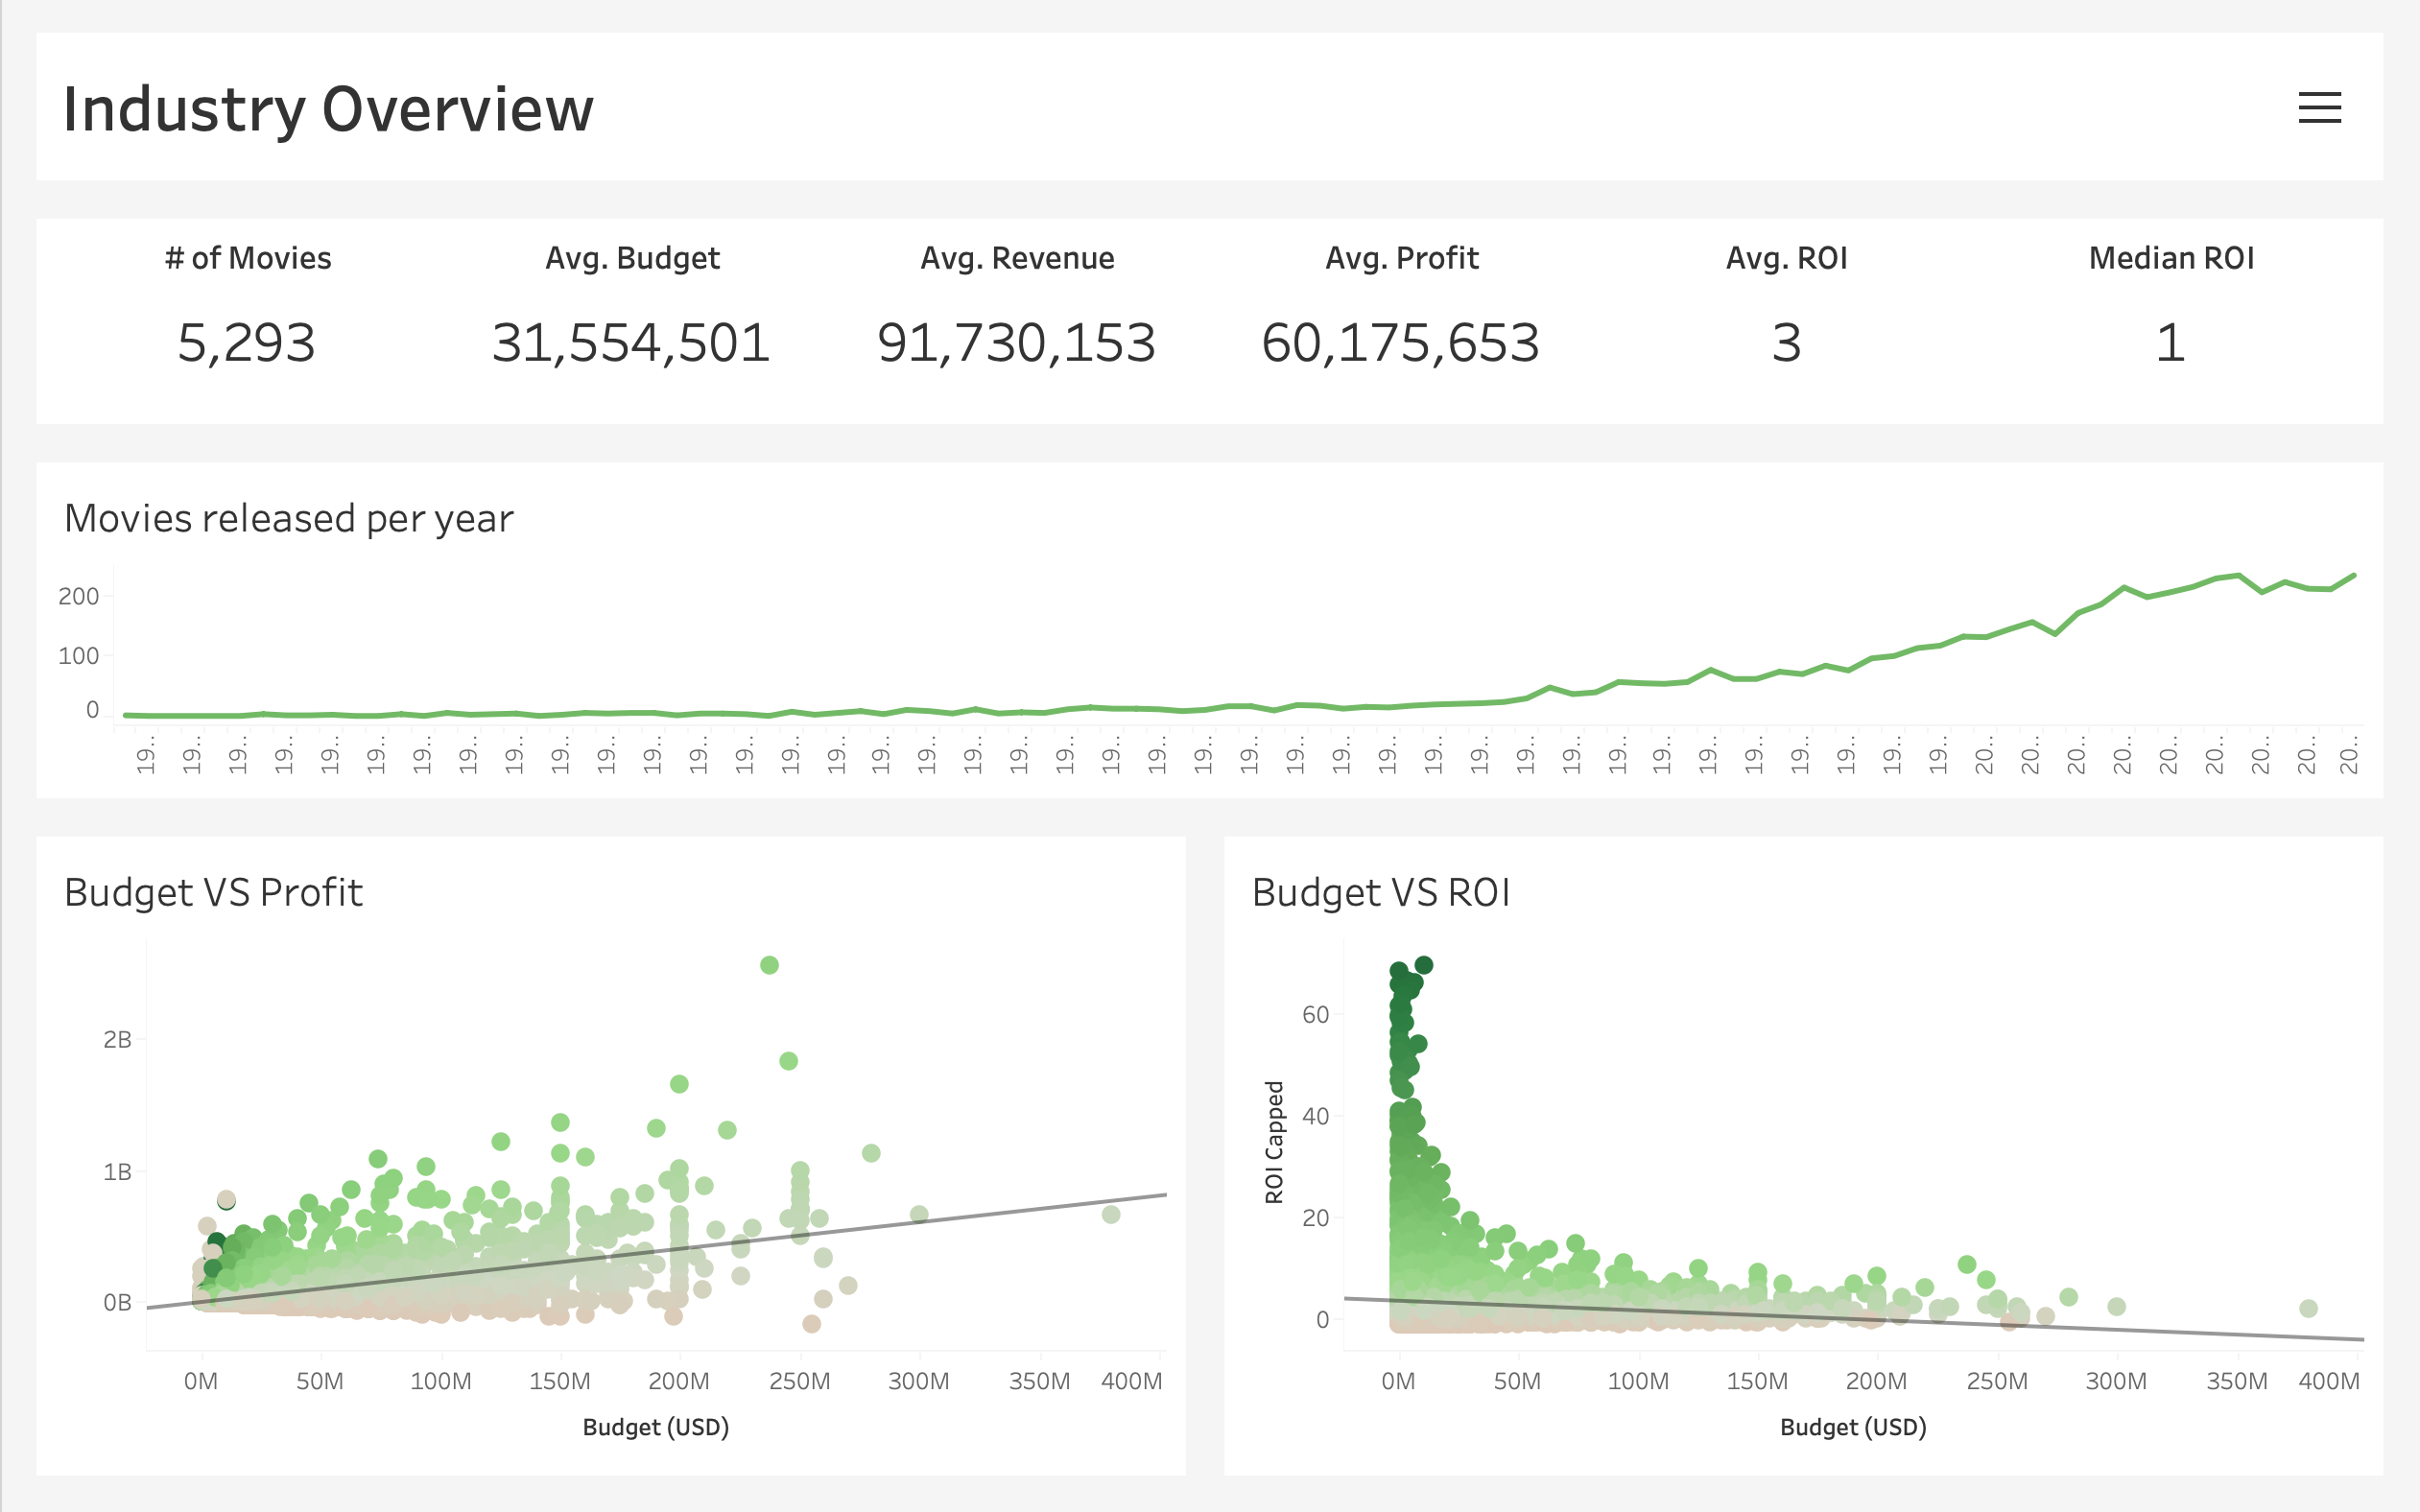 Industry Overview
# of Movies Avg. Budget Avg. Revenue Avg. Profit Avg. ROI Median ROI
5,293 31,554,501 91,730,153 60,175,653 3 1
Movies released per year
200
100
0
19.. 19.. 19.. 19.. 19.. 19.. 19.. 19.. 19.. 19.. 19.. 19.. 19.. 19.. 19.. 19.. 19.. 19.. 19.. 19.. 19.. 19.. 19.. 19.. 19.. 19.. 19.. 19.. 19.. 19.. 19.. 19.. 19.. 19.. 19.. 19.. 19.. 19.. 19.. 19.. 20.. 20.. 20.. 20.. 20.. 20.. 20.. 20.. 20..
Budget VS Profit
2B
1B
0B
0M 50M 100M 150M 200M 250M 300M 350M 400M
Budget (USD)
Budget VS ROI
ROI Capped
60
40
20
0
0M 50M 100M 150M 200M 250M 300M 350M 400M
Budget (USD)